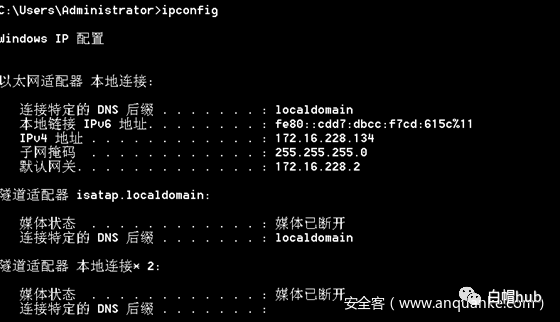 C:\Users\Administrator>ipconfig
Windows IP 配置
以太网适配器 本地连接:
连接特定的 DNS 后缀 . . . . . . . : localdomain
本地链接 IPv6 地址. . . . . . . . : fe80::cdd7:dbcc:f7cd:615c%11
IPv4 地址 . . . . . . . . . . . . : 172.16.228.134
子网掩码 . . . . . . . . . . . . : 255.255.255.0
默认网关. . . . . . . . . . . . . : 172.16.228.2
隧道适配器 isatap.localdomain:
媒体状态 . . . . . . . . . . . . : 媒体已断开
连接特定的 DNS 后缀 . . . . . . . : localdomain
隧道适配器 本地连接* 2:
媒体状态 . . . . . . . . . . . . : 媒体已断开
连接特定的 DNS 后缀 . . . . . . . :
白帽hub
安全客（www.anquanke.com）